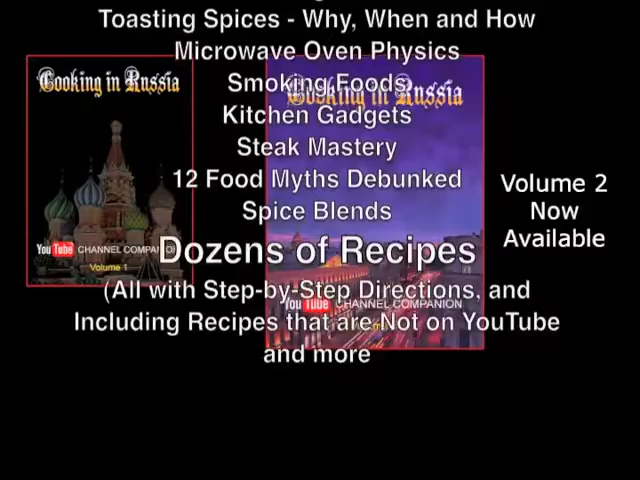 Toasting Spices - Why, When and How
Microwave Oven Physics
Smoking Foods
Kitchen Gadgets
Steak Mastery
12 Food Myths Debunked
Spice Blends
Dozens of Recipes
(All with Step-by-Step Directions, and
Including Recipes that are Not on YouTube
and more
Cooking in Russia
YouTube CHANNEL COMPANION
Volume 1
Cooking in Russia
YouTube CHANNEL COMPANION
Volume 2
Now
Available